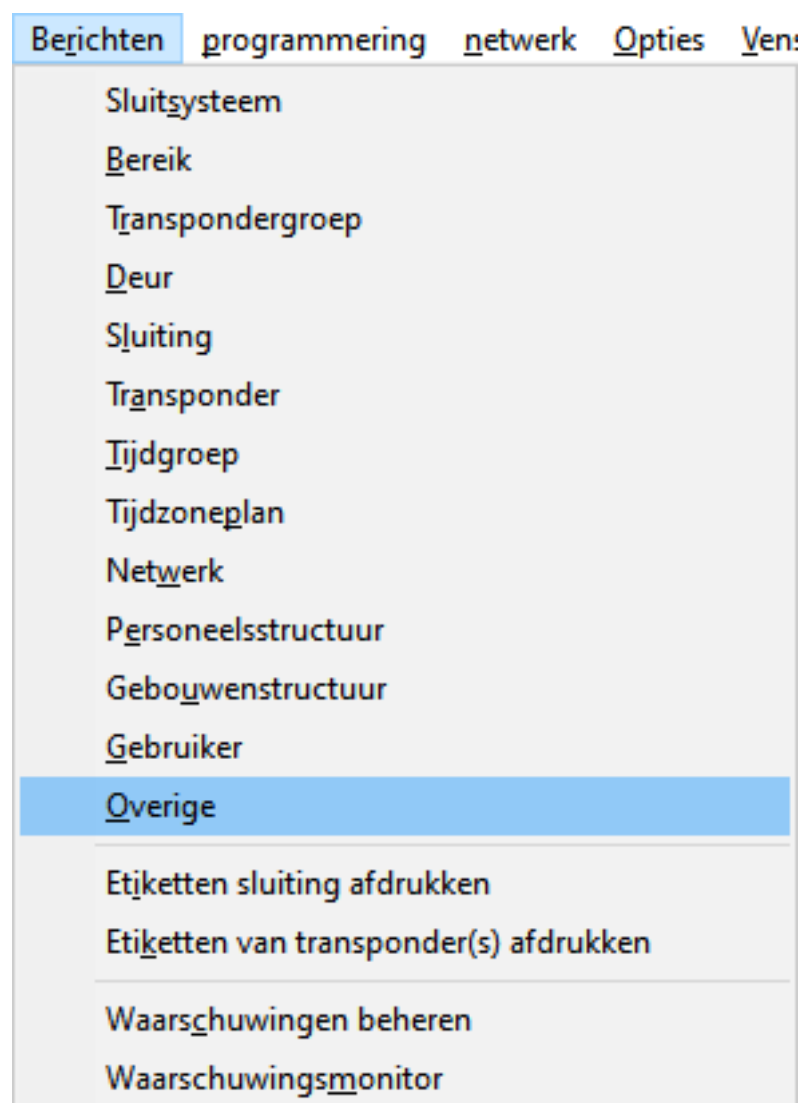 Berichten programmering netwerk Opties
Sluitsysteem
Bereik
Transpondergroep
Deur
Sluiting
Transponder
Tijdgroep
Tijdzoneplan
Netwerk
Personeelsstructuur
Gebouwenstructuur
Gebruiker
Overige
Etiketten sluiting afdrukken
Etiketten van transponder(s) afdrukken
Waarschuwingen beheren
Waarschuwingsmonitor